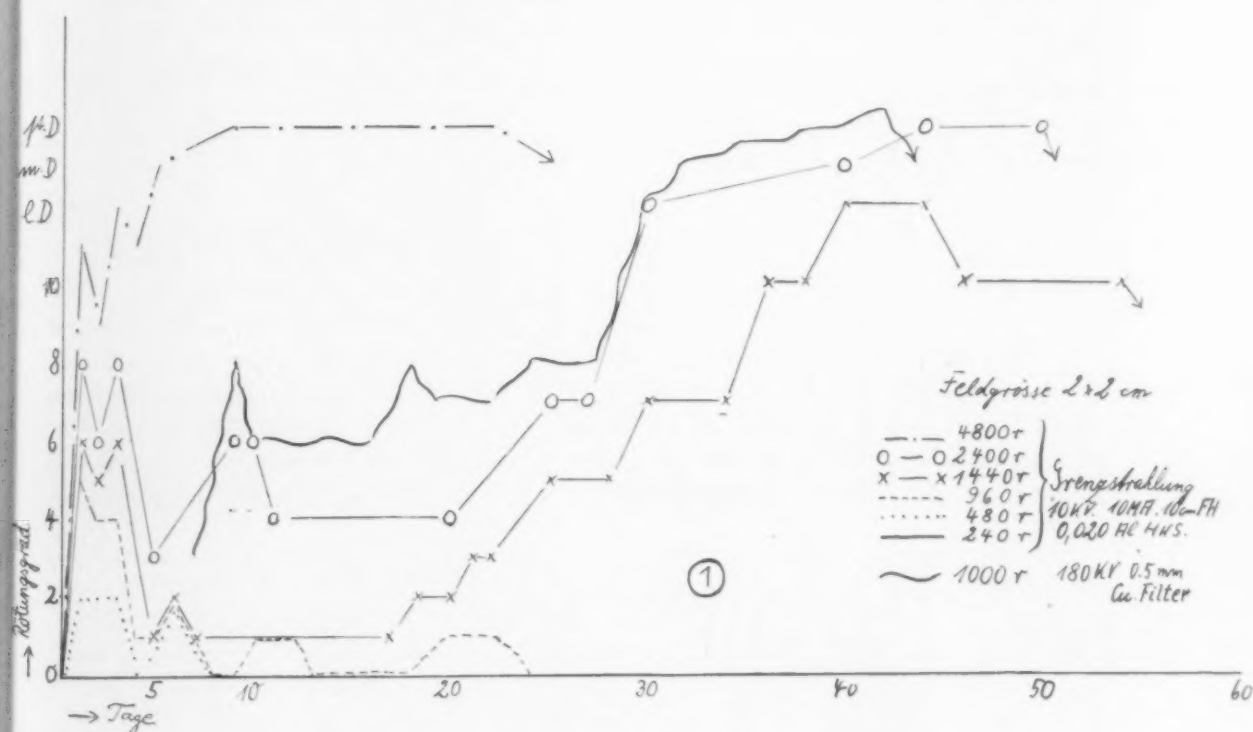 pt. D
m. D
l D
10
8
6
4
2
0
→ Rötungsgrad
5
10
20
30
40
50
60
→ Tage
①
Feldgrösse 2×2 cm
4800 r
2400 r
1440 r
960 r
480 r
240 r
Grenzstrahlung
10 KV. 10 MA. 10 cm FH
0,020 Al HWS.
1000 r 180 KV 0.5 mm
Cu. Filter